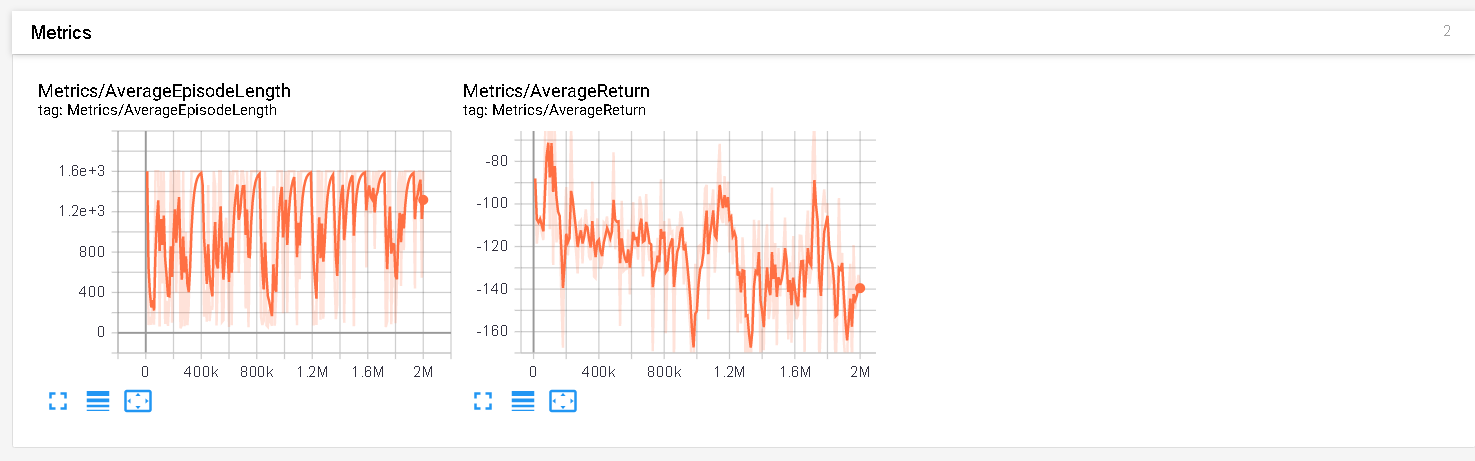 Metrics
2
Metrics/AverageEpisodeLength
tag: Metrics/AverageEpisodeLength
1.6e+3
1.2e+3
800
400
0
0 400k 800k 1.2M 1.6M 2M
Metrics/AverageReturn
tag: Metrics/AverageReturn
-80
-100
-120
-140
-160
0 400k 800k 1.2M 1.6M 2M